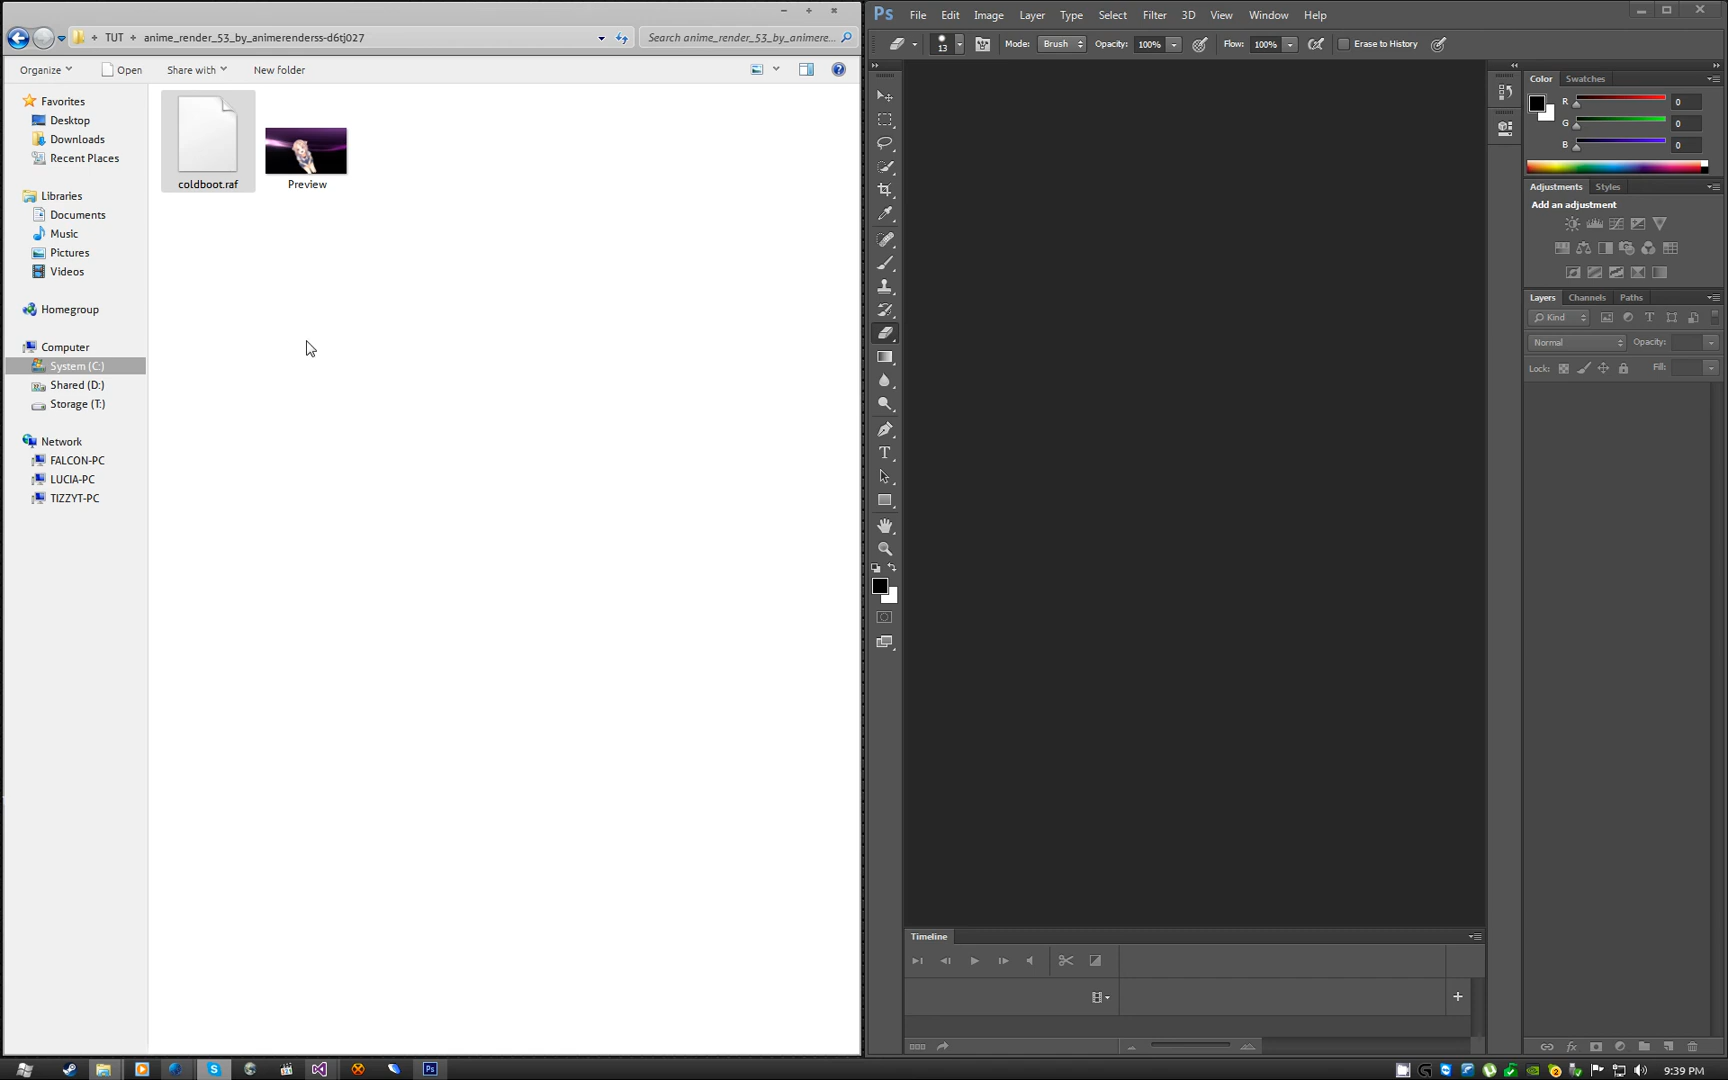 TUT anime_render_53_by_animerenderss-d6tj027
Search anime_render_53_by_animere...
Organize Open Share with New folder
Favorites
Desktop
Downloads
Recent Places
Libraries
Documents
Music
Pictures
Videos
Homegroup
Computer
System (C:)
Shared (D:)
Storage (T:)
Network
FALCON-PC
LUCIA-PC
TIZZYT-PC
coldboot.raf
Preview
Ps File Edit Image Layer Type Select Filter 3D View Window Help
13 Mode: Brush Opacity: 100% Flow: 100% Erase to History
Color Swatches
R 0
G 0
B 0
Adjustments Styles
Add an adjustment
Layers Channels Paths
Kind
Normal Opacity:
Lock: Fill:
Timeline
Ps
9:39 PM